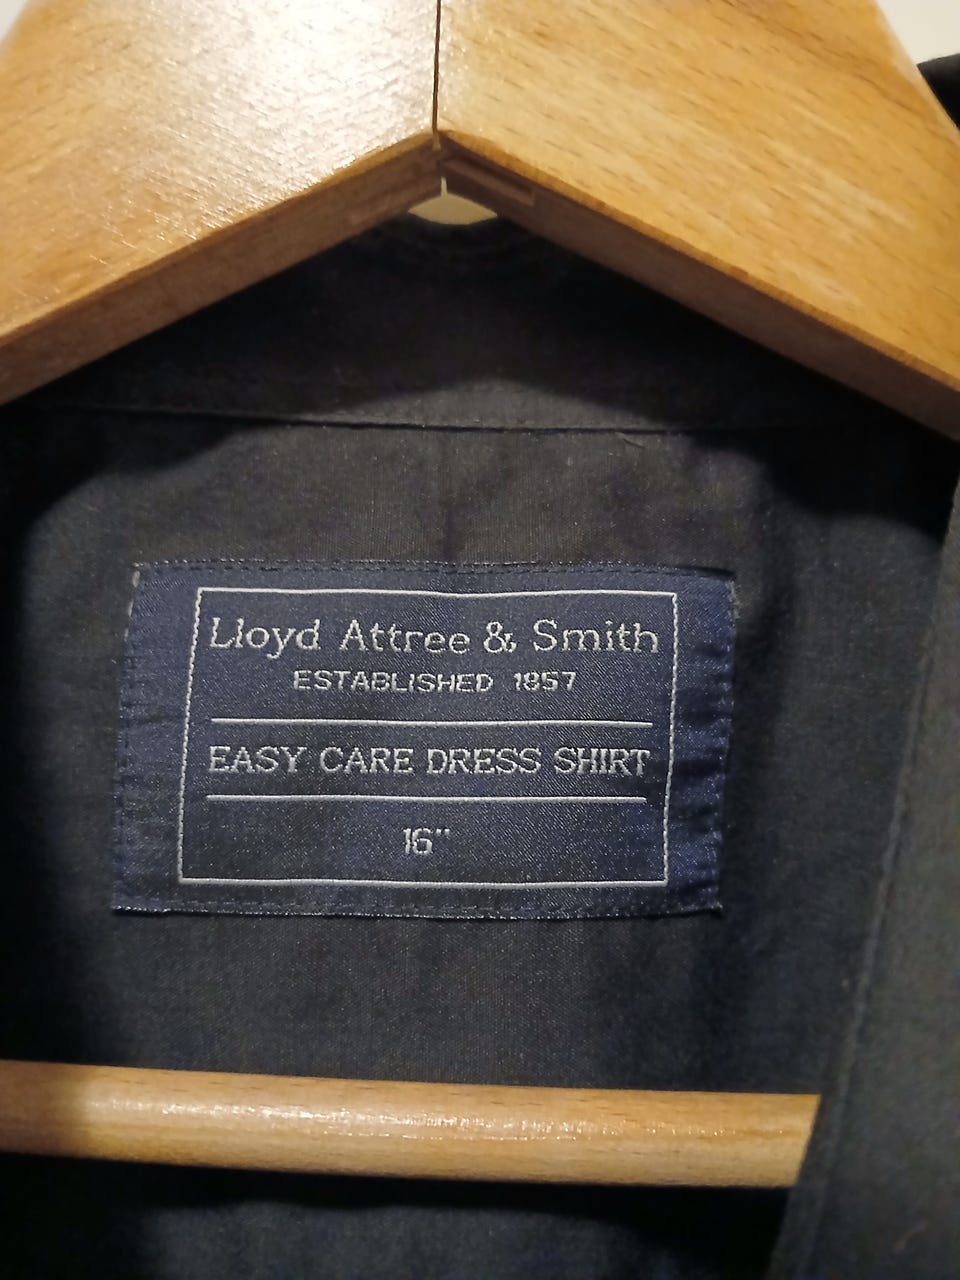 Lloyd Attree & Smith
ESTABLISHED 1857
EASY CARE DRESS SHIRT
16"